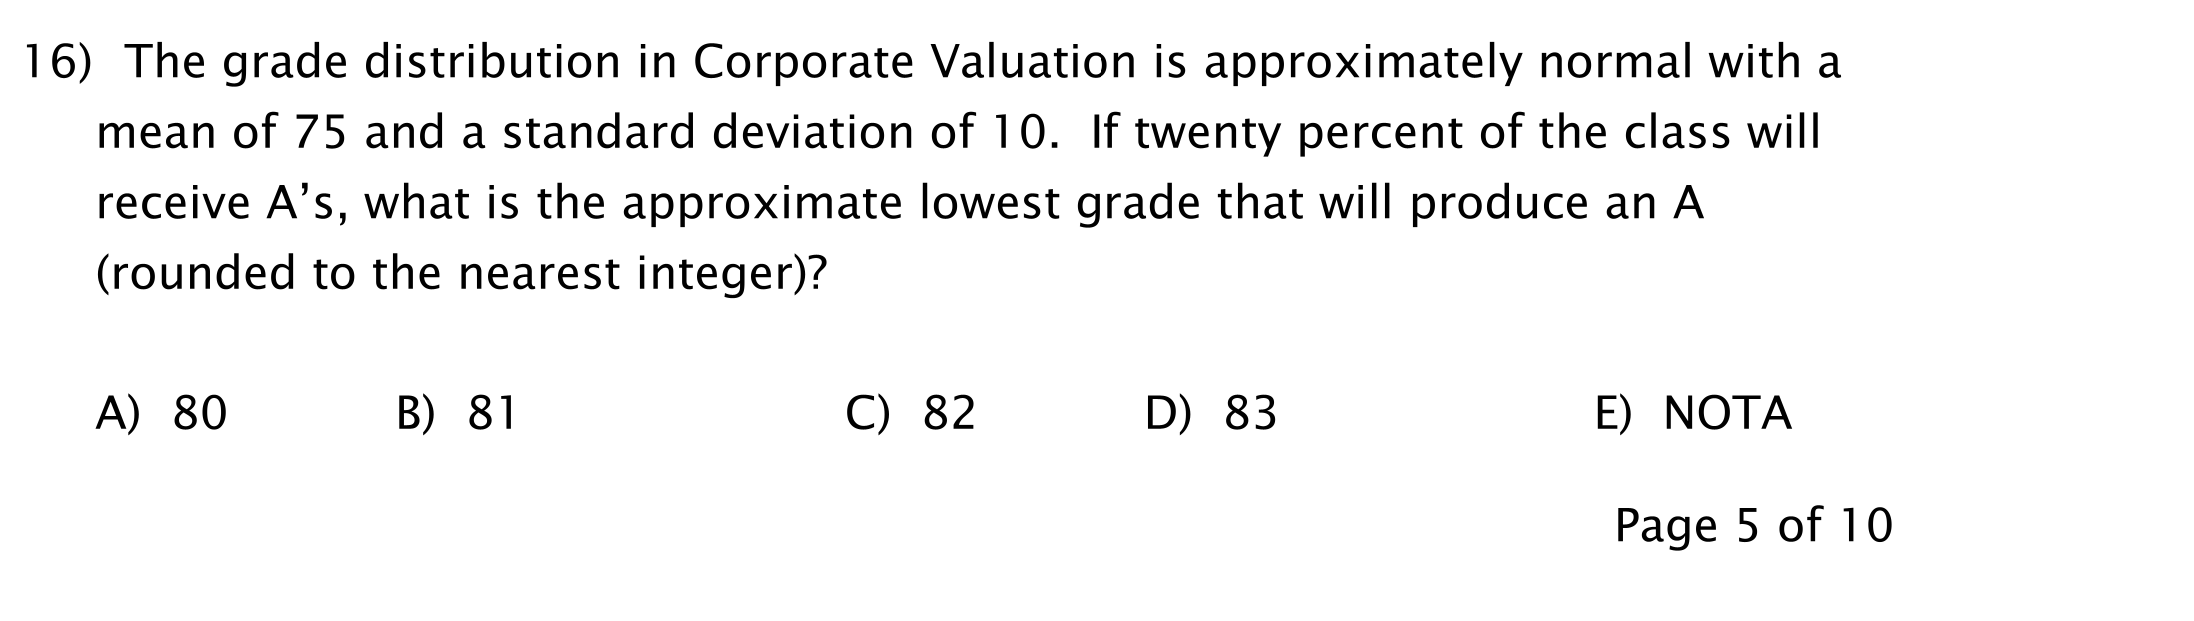 16) The grade distribution in Corporate Valuation is approximately normal with a
mean of 75 and a standard deviation of 10. If twenty percent of the class will
receive A’s, what is the approximate lowest grade that will produce an A
(rounded to the nearest integer)?
A) 80 B) 81 C) 82 D) 83 E) NOTA
Page 5 of 10